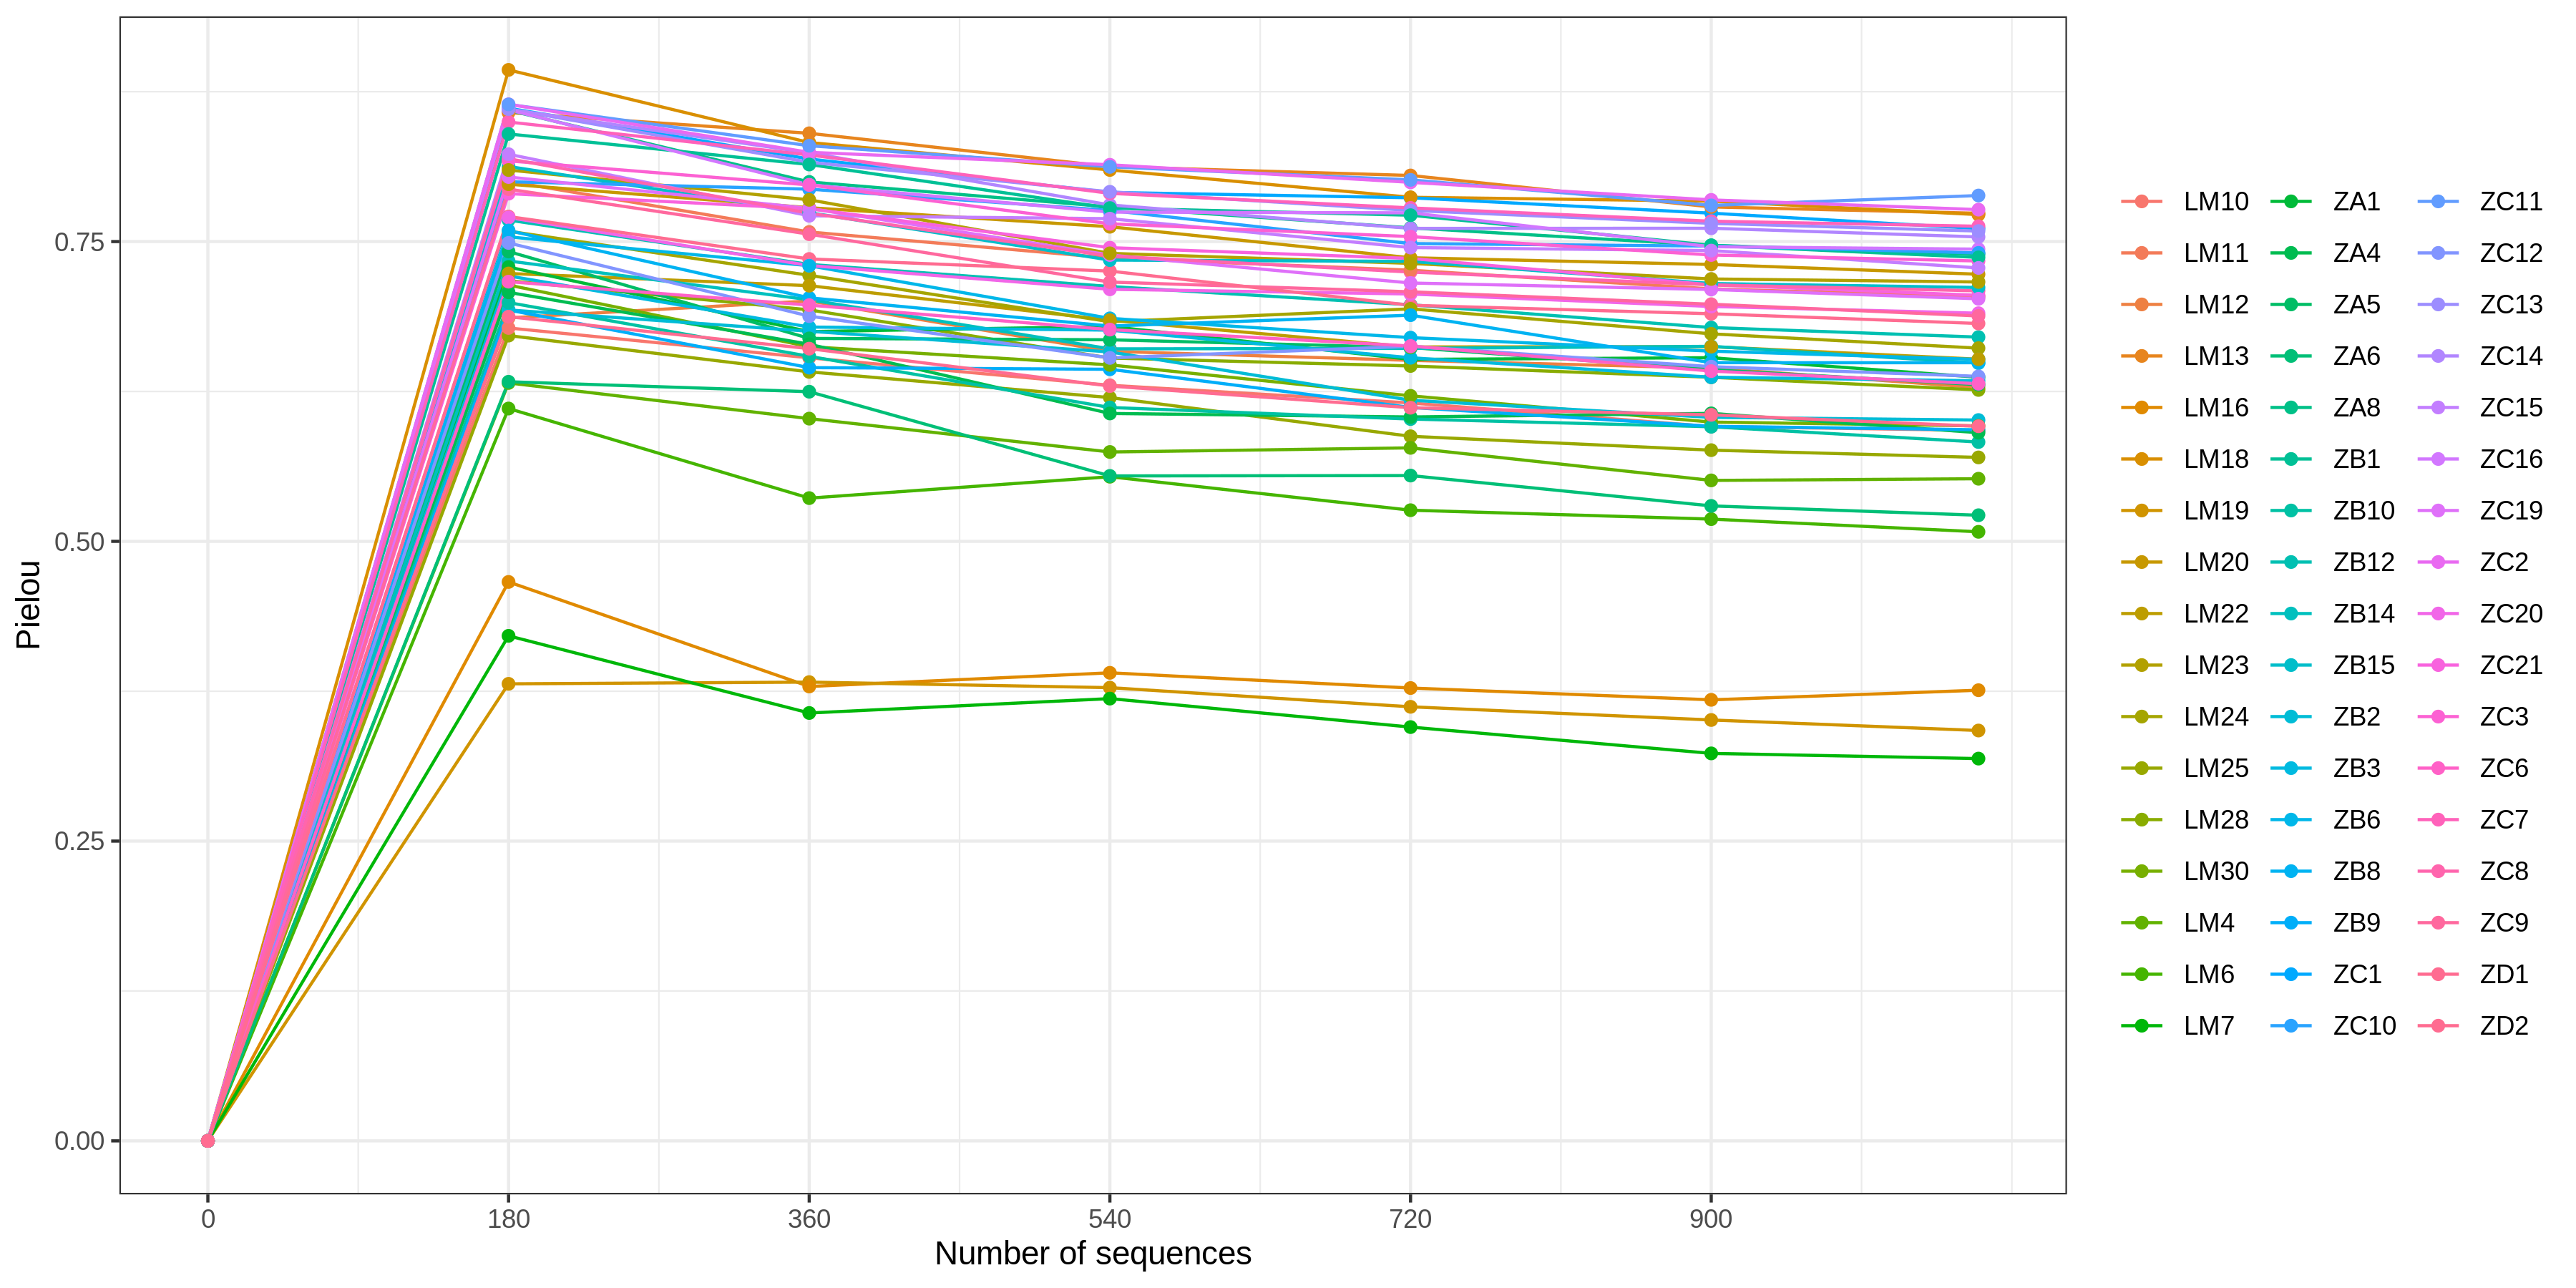 Pielou
0.75
0.50
0.25
0.00
0 180 360 540 720 900
Number of sequences
LM10 ZA1 ZC11
LM11 ZA4 ZC12
LM12 ZA5 ZC13
LM13 ZA6 ZC14
LM16 ZA8 ZC15
LM18 ZB1 ZC16
LM19 ZB10 ZC19
LM20 ZB12 ZC2
LM22 ZB14 ZC20
LM23 ZB15 ZC21
LM24 ZB2 ZC3
LM25 ZB3 ZC6
LM28 ZB6 ZC7
LM30 ZB8 ZC8
LM4 ZB9 ZC9
LM6 ZC1 ZD1
LM7 ZC10 ZD2